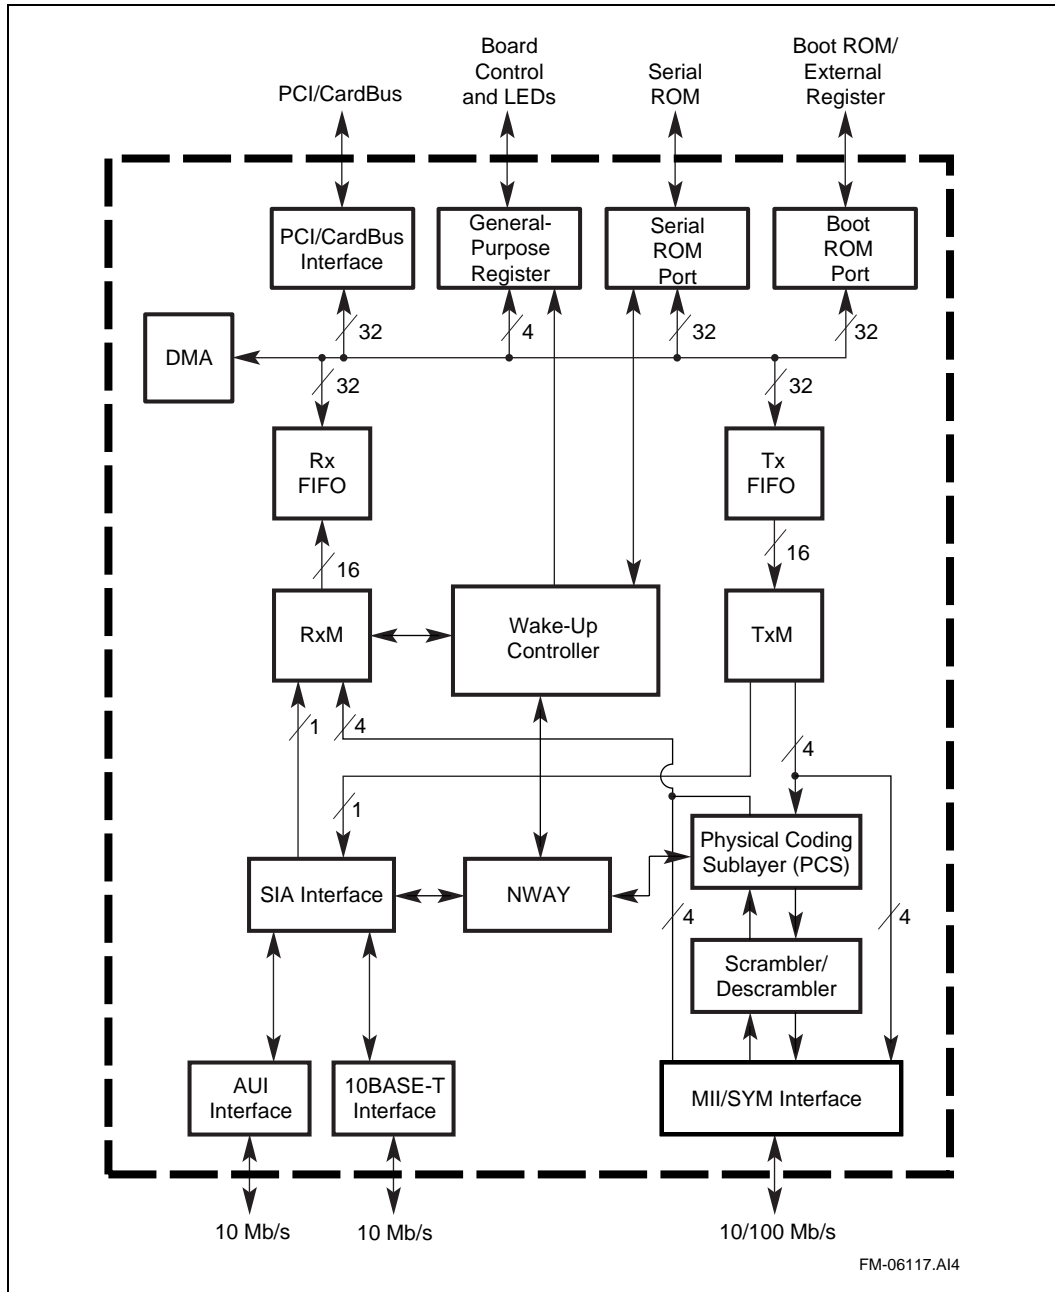 Board
Control
and LEDs
Boot ROM/
External
Register
Serial
ROM
PCI/CardBus
PCI/CardBus
Interface
General-
Purpose
Register
Serial
ROM
Port
Boot
ROM
Port
32
4
32
32
DMA
32
32
Rx
FIFO
Tx
FIFO
16
16
RxM
Wake-Up
Controller
TxM
1
4
4
1
Physical Coding
Sublayer (PCS)
SIA Interface
NWAY
4
4
Scrambler/
Descrambler
AUI
Interface
10BASE-T
Interface
MII/SYM Interface
10 Mb/s
10 Mb/s
10/100 Mb/s
FM-06117.AI4